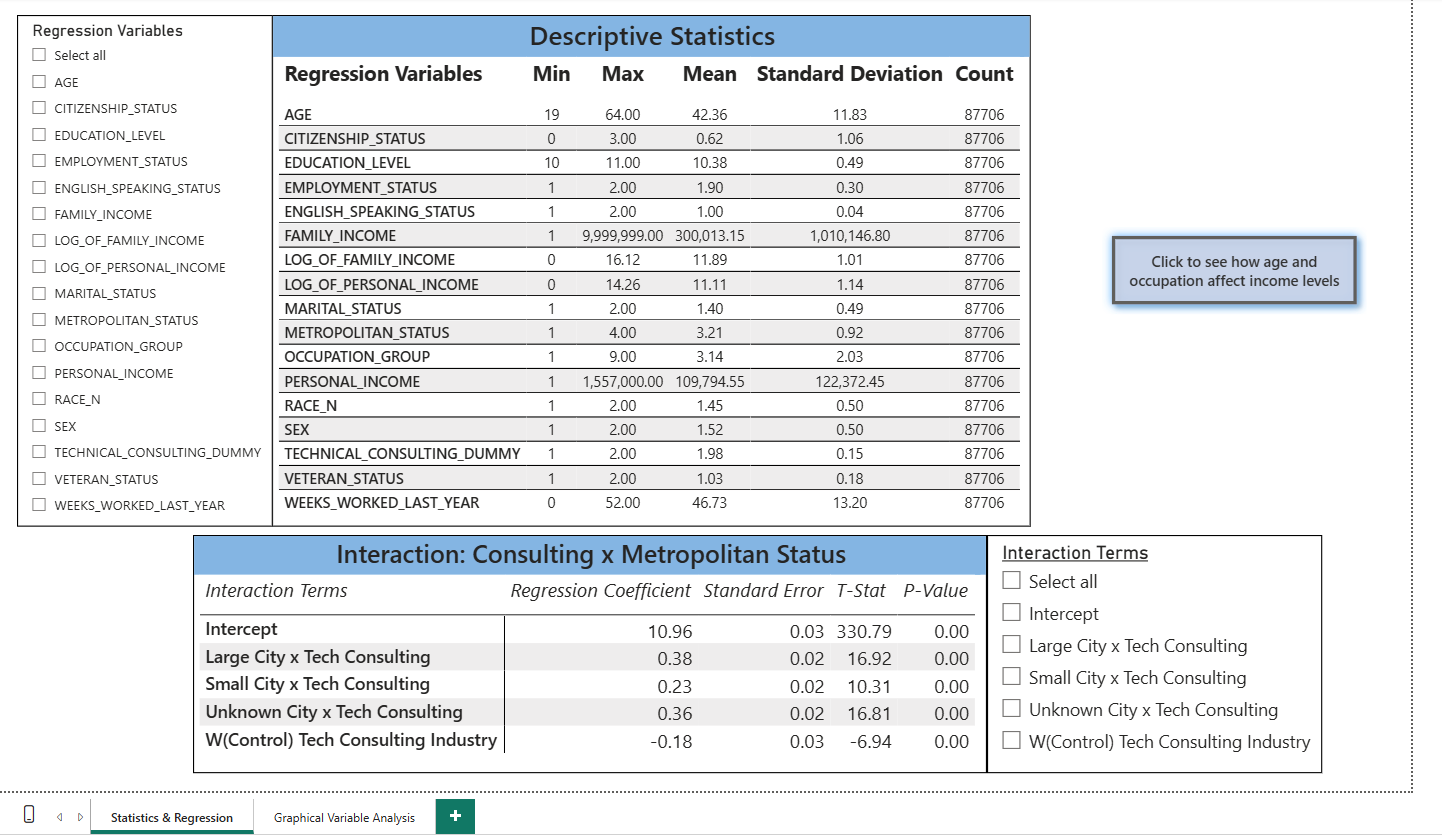 Regression Variables
Select all
AGE
CITIZENSHIP_STATUS
EDUCATION_LEVEL
EMPLOYMENT_STATUS
ENGLISH_SPEAKING_STATUS
FAMILY_INCOME
LOG_OF_FAMILY_INCOME
LOG_OF_PERSONAL_INCOME
MARITAL_STATUS
METROPOLITAN_STATUS
OCCUPATION_GROUP
PERSONAL_INCOME
RACE_N
SEX
TECHNICAL_CONSULTING_DUMMY
VETERAN_STATUS
WEEKS_WORKED_LAST_YEAR
Descriptive Statistics
Regression Variables Min Max Mean Standard Deviation Count
AGE 19 64.00 42.36 11.83 87706
CITIZENSHIP_STATUS 0 3.00 0.62 1.06 87706
EDUCATION_LEVEL 10 11.00 10.38 0.49 87706
EMPLOYMENT_STATUS 1 2.00 1.90 0.30 87706
ENGLISH_SPEAKING_STATUS 1 2.00 1.00 0.04 87706
FAMILY_INCOME 1 9,999,999.00 300,013.15 1,010,146.80 87706
LOG_OF_FAMILY_INCOME 0 16.12 11.89 1.01 87706
LOG_OF_PERSONAL_INCOME 0 14.26 11.11 1.14 87706
MARITAL_STATUS 1 2.00 1.40 0.49 87706
METROPOLITAN_STATUS 1 4.00 3.21 0.92 87706
OCCUPATION_GROUP 1 9.00 3.14 2.03 87706
PERSONAL_INCOME 1 1,557,000.00 109,794.55 122,372.45 87706
RACE_N 1 2.00 1.45 0.50 87706
SEX 1 2.00 1.52 0.50 87706
TECHNICAL_CONSULTING_DUMMY 1 2.00 1.98 0.15 87706
VETERAN_STATUS 1 2.00 1.03 0.18 87706
WEEKS_WORKED_LAST_YEAR 0 52.00 46.73 13.20 87706
Click to see how age and
occupation affect income levels
Interaction: Consulting x Metropolitan Status
Interaction Terms Regression Coefficient Standard Error T-Stat P-Value
Intercept 10.96 0.03 330.79 0.00
Large City x Tech Consulting 0.38 0.02 16.92 0.00
Small City x Tech Consulting 0.23 0.02 10.31 0.00
Unknown City x Tech Consulting 0.36 0.02 16.81 0.00
W(Control) Tech Consulting Industry -0.18 0.03 -6.94 0.00
Interaction Terms
Select all
Intercept
Large City x Tech Consulting
Small City x Tech Consulting
Unknown City x Tech Consulting
W(Control) Tech Consulting Industry
Statistics & Regression
Graphical Variable Analysis
+